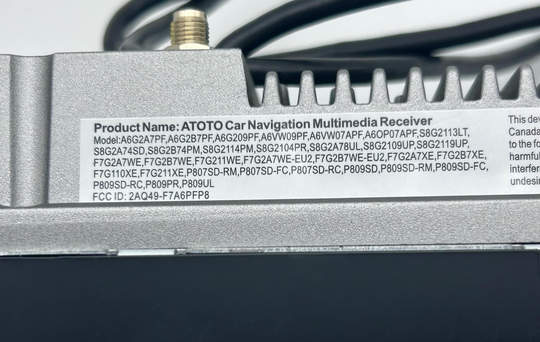 Product Name: ATOTO Car Navigation Multimedia Receiver
Model:A6G2A7PF,A6G2B7PF,A6G209PF,A6VW09PF,A6VW07APF,A6OP07APF,S8G2113LT,
S8G2A74SD,S8G2B74PM,S8G2114PM,S8G2104PR,S8G2A78UL,S8G2109UP,S8G2119UP,
F7G2A7WE,F7G2B7WE,F7G211WE,F7G2A7WE-EU2,F7G2B7WE-EU2,F7G2A7XE,F7G2B7XE,
F7G110XE,F7G211XE,P807SD-RM,P807SD-FC,P807SD-RC,P809SD,P809SD-RM,P809SD-FC,
P809SD-RC,P809PR,P809UL
FCC ID: 2AQ49-F7A6PFP8
This dev
Canada
to the fo
harmful
interfer
undesir